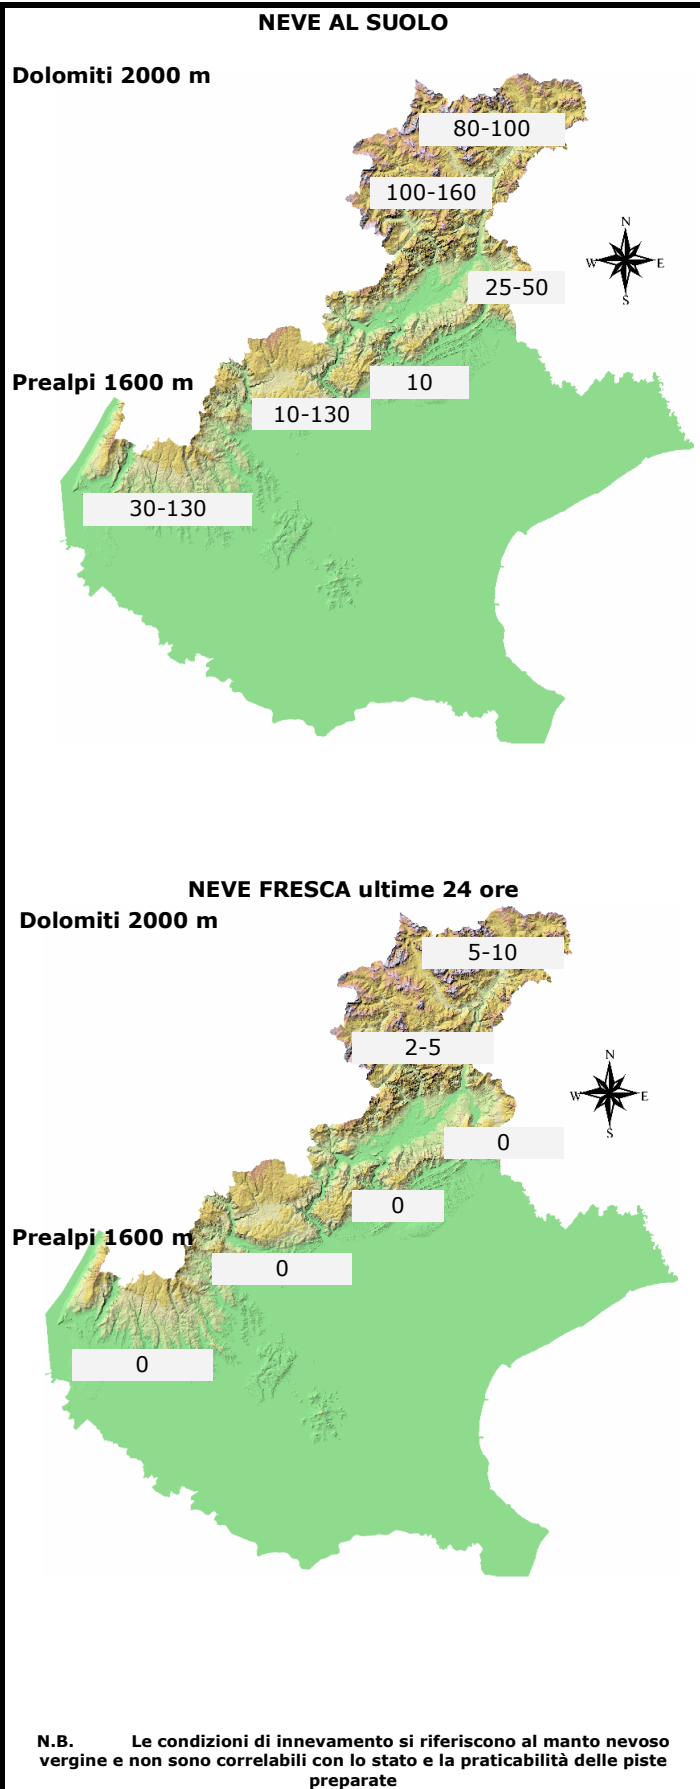 NEVE AL SUOLO
Dolomiti 2000 m
80-100
100-160
N
W E
S
25-50
Prealpi 1600 m
10
10-130
30-130
NEVE FRESCA ultime 24 ore
Dolomiti 2000 m
5-10
2-5
N
W E
S
0
0
Prealpi 1600 m
0
0
N.B. Le condizioni di innevamento si riferiscono al manto nevoso
vergine e non sono correlabili con lo stato e la praticabilità delle piste
preparate